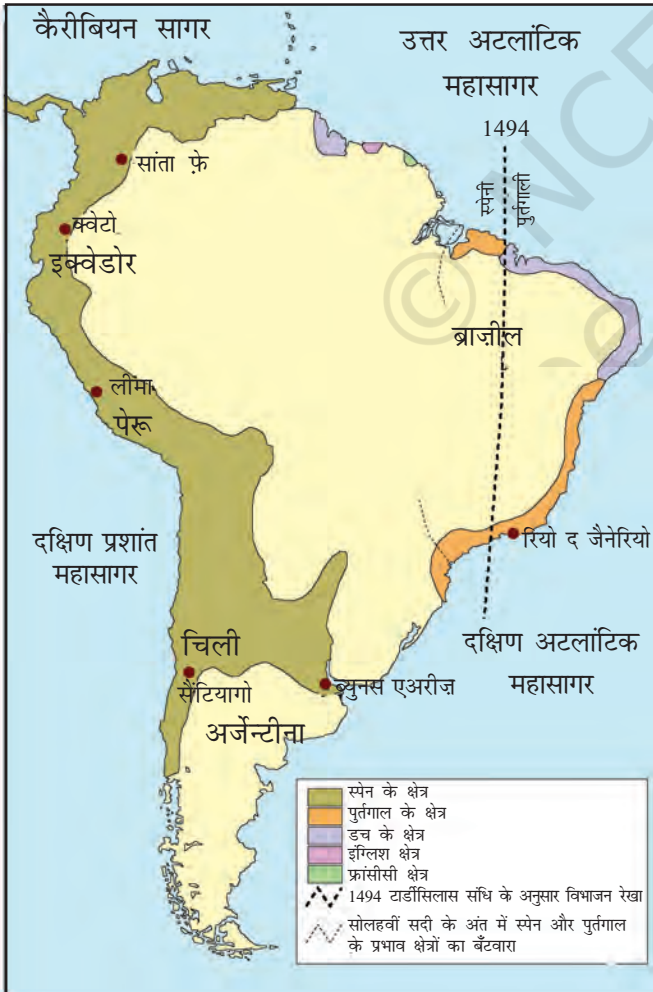 कैरीबियन सागर
उत्तर अटलांटिक
महासागर
1494
स्पेनी
पुर्तगाली
सांता फ़े
क्वेटो
इक्वेडोर
ब्राज़ील
लीमा
पेरू
दक्षिण प्रशांत
महासागर
रियो द जैनेरियो
दक्षिण अटलांटिक
महासागर
चिली
सैंटियागो
ब्युनस एअरीज़
अर्जेन्टीना
स्पेन के क्षेत्र
पुर्तगाल के क्षेत्र
डच के क्षेत्र
इंग्लिश क्षेत्र
फ्रांसीसी क्षेत्र
1494 टार्डीसिलास संधि के अनुसार विभाजन रेखा
सोलहवीं सदी के अंत में स्पेन और पुर्तगाल
के प्रभाव क्षेत्रों का बँटवारा